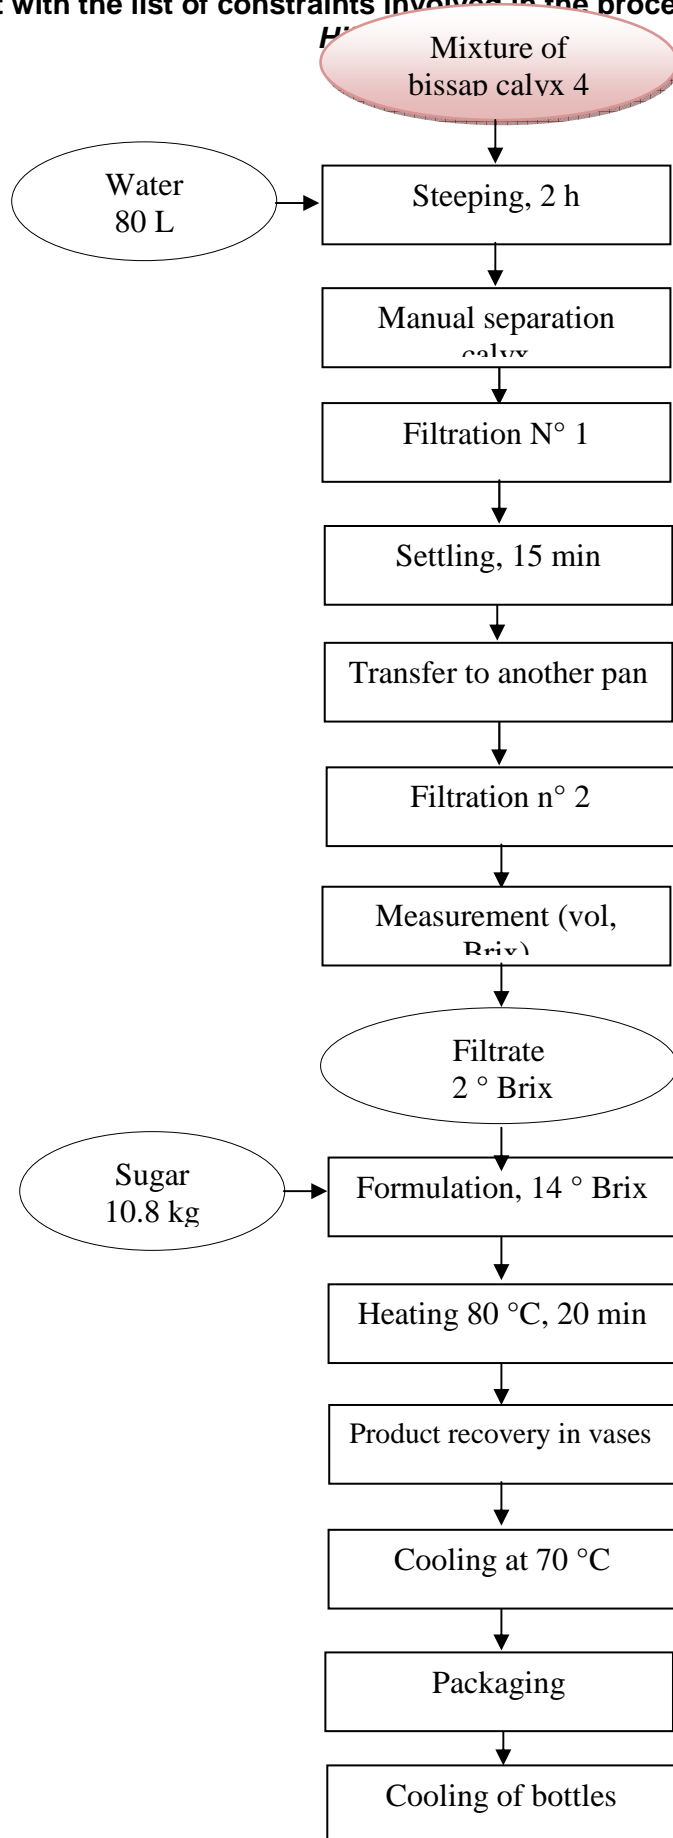 t with the list of constraints involved in the proce
Mixture of
bissap calyx 4
Water
80 L
Steeping, 2 h
Manual separation
calyx
Filtration N° 1
Settling, 15 min
Transfer to another pan
Filtration n° 2
Measurement (vol,
Brix)
Filtrate
2 ° Brix
Sugar
10.8 kg
Formulation, 14 ° Brix
Heating 80 °C, 20 min
Product recovery in vases
Cooling at 70 °C
Packaging
Cooling of bottles